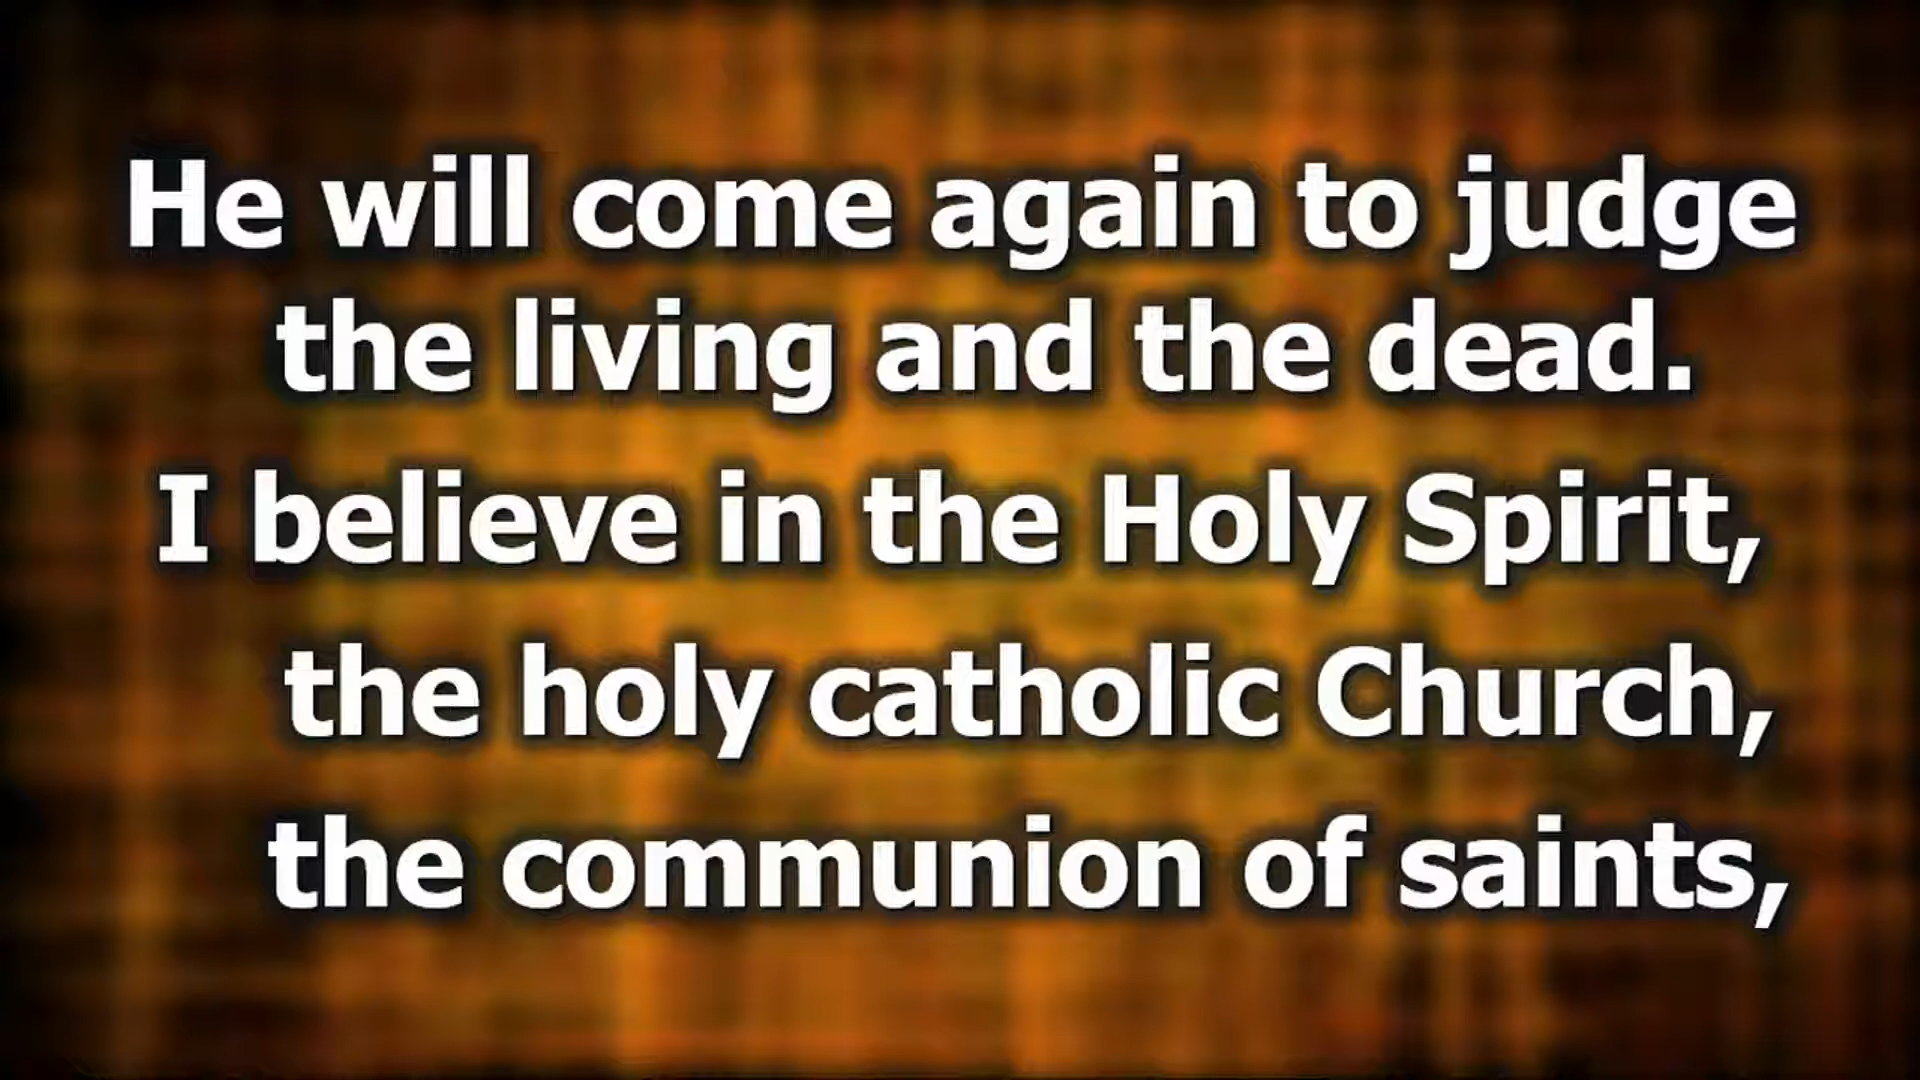 He will come again to judge
the living and the dead.
I believe in the Holy Spirit,
the holy catholic Church,
the communion of saints,